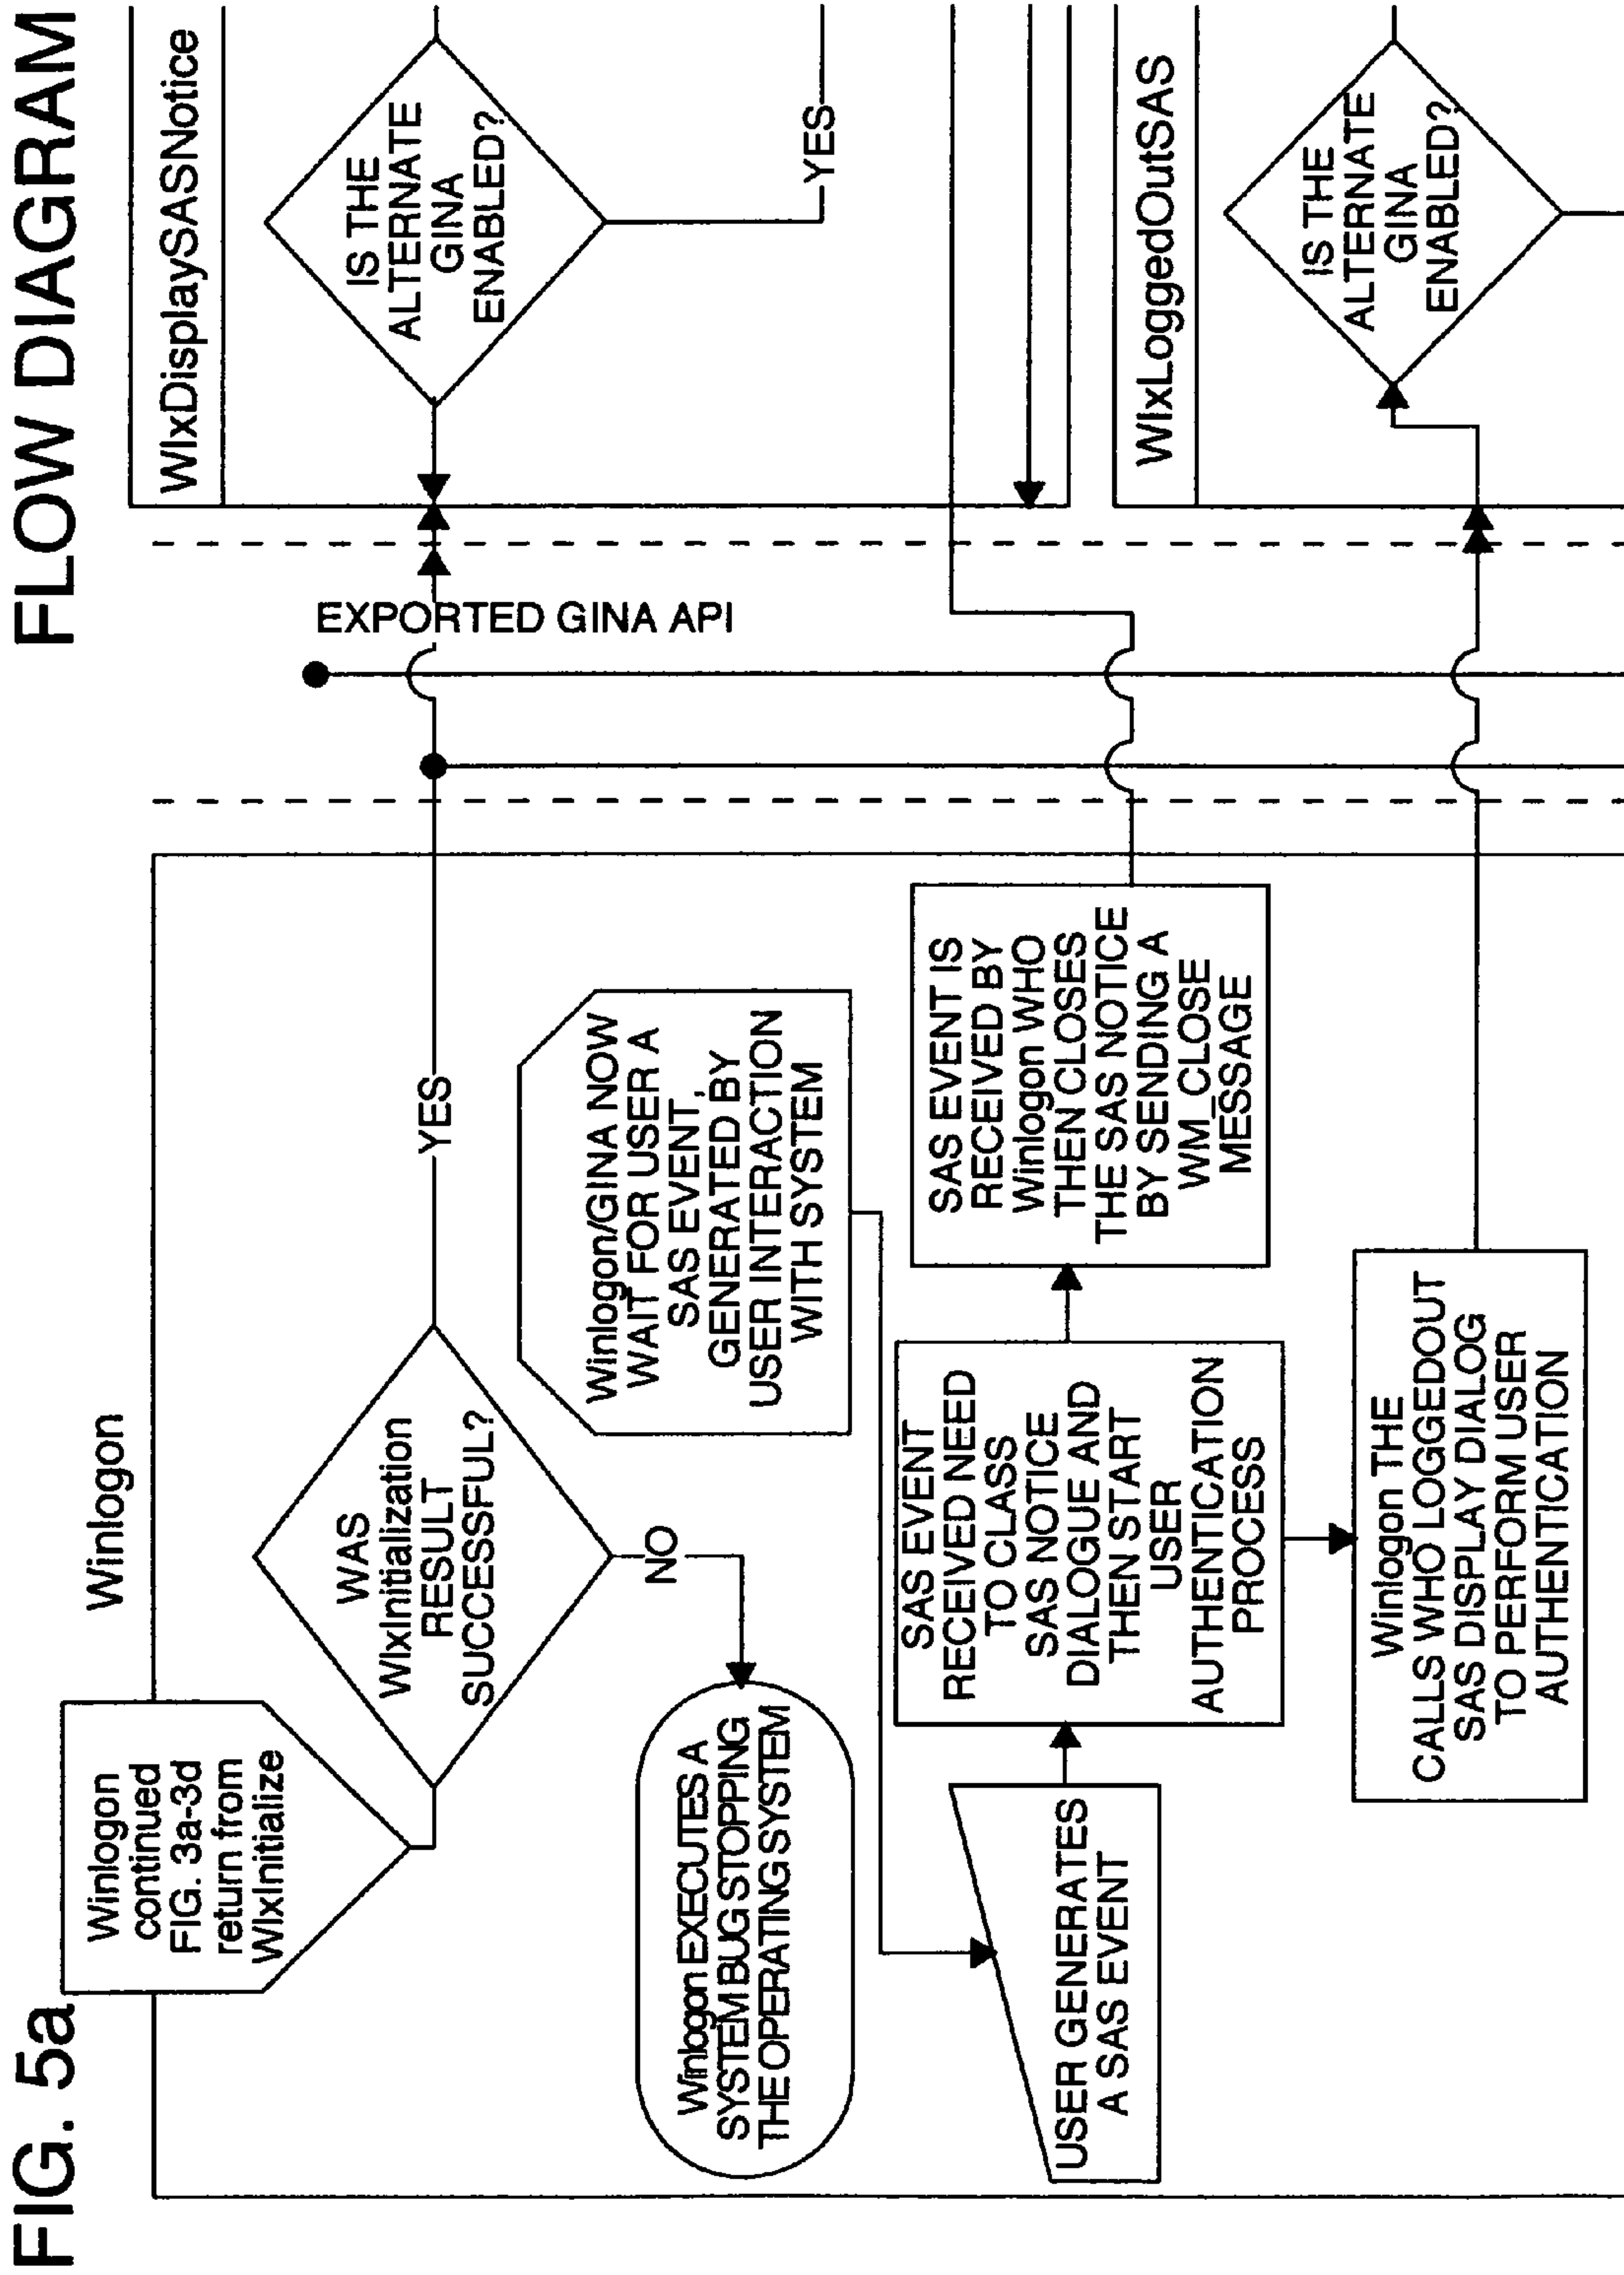 FIG. 5a
FLOW DIAGRAM
Winlogon
Winlogon
continued
FIG. 3a-3d
return from
WlxInitialize
WAS
WlxInitialization
RESULT
SUCCESSFUL?
YES
NO
Winlogon EXECUTES A
SYSTEM BUG STOPPING
THE OPERATING SYSTEM
Winlogon/GINA NOW
WAIT FOR USER A
SAS EVENT,
GENERATED BY
USER INTERACTION
WITH SYSTEM
USER GENERATES
A SAS EVENT
SAS EVENT
RECEIVED NEED
TO CLASS
SAS NOTICE
DIALOGUE AND
THEN START
USER
AUTHENTICATION
PROCESS
SAS EVENT IS
RECEIVED BY
Winlogon WHO
THEN CLOSES
THE SAS NOTICE
BY SENDING A
WM_CLOSE
MESSAGE
Winlogon THE
CALLS WHO LOGGEDOUT
SAS DISPLAY DIALOG
TO PERFORM USER
AUTHENTICATION
EXPORTED GINA API
WlxDisplaySASNotice
IS THE
ALTERNATE
GINA
ENABLED?
YES
WlxLoggedOutSAS
IS THE
ALTERNATE
GINA
ENABLED?